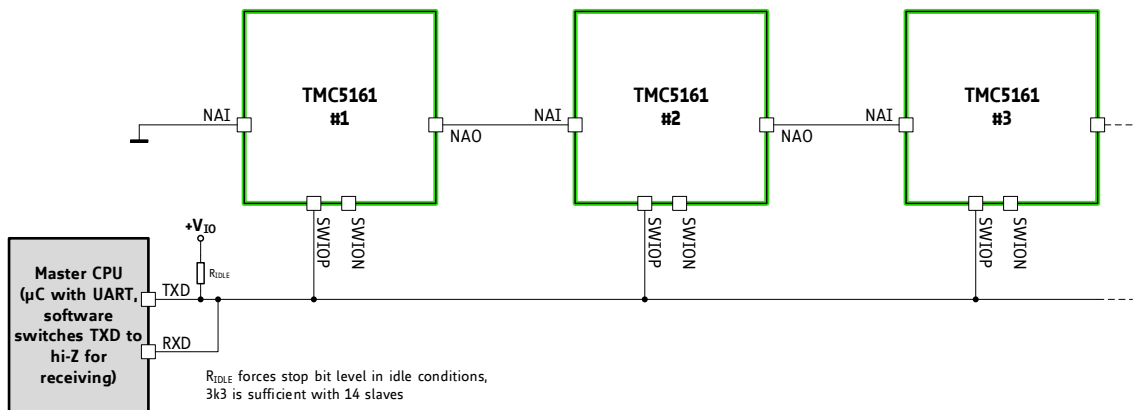 TMC5161
#1
TMC5161
#2
TMC5161
#3
NAI
NAO
NAI
NAO
NAI
SWIOP
SWION
SWIOP
SWION
SWIOP
SWION
+VIO
RIDLE
Master CPU
(µC with UART,
software
switches TXD to
hi-Z for
receiving)
TXD
RXD
RIDLE forces stop bit level in idle conditions,
3k3 is sufficient with 14 slaves